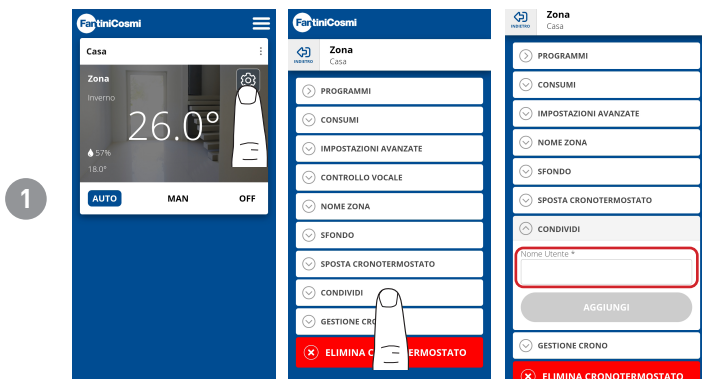 1
FantiniCosmi
Casa
Zona
Inverno
26.0°
57%
18.0°
AUTO MAN OFF
FantiniCosmi
INDIETRO
Zona
Casa
PROGRAMMI
CONSUMI
IMPOSTAZIONI AVANZATE
CONTROLLO VOCALE
NOME ZONA
SFONDO
SPOSTA CRONOTERMOSTATO
CONDIVIDI
GESTIONE
ELIMINA
INDIETRO
Zona
Casa
PROGRAMMI
CONSUMI
IMPOSTAZIONI AVANZATE
NOME ZONA
SFONDO
SPOSTA CRONOTERMOSTATO
CONDIVIDI
Nome Utente *
AGGIUNGI
GESTIONE CRONO
ELIMINA CRONOTERMOSTATO